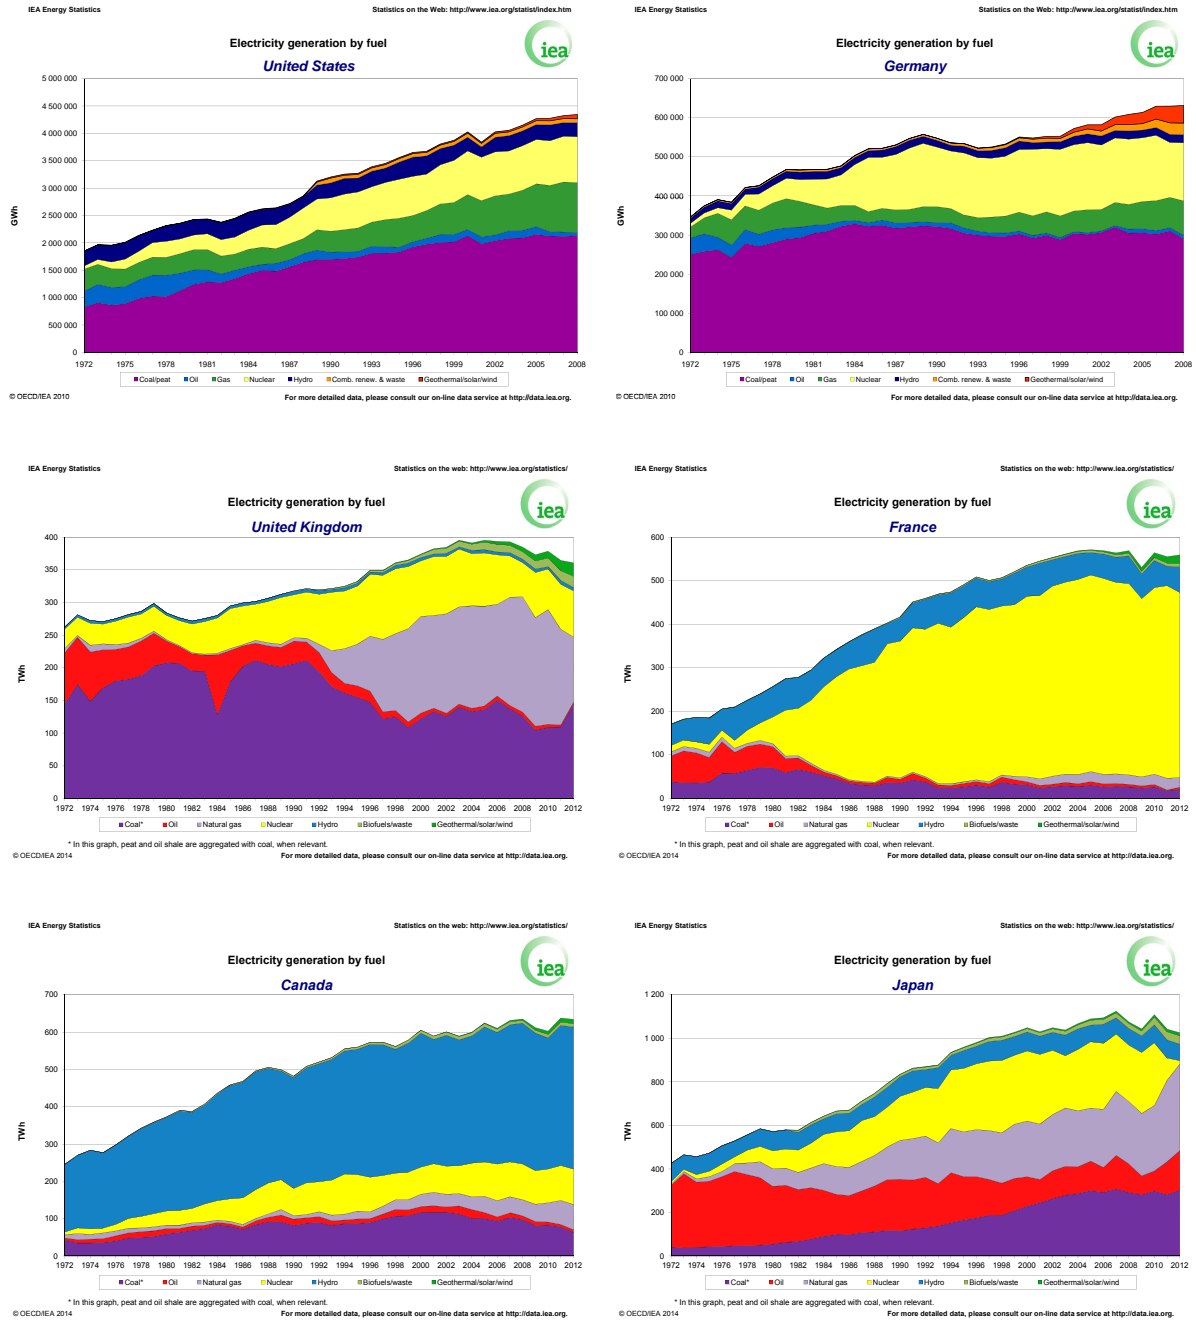 IEA Energy Statistics
Statistics on the Web: http://www.iea.org/statist/index.htm
Electricity generation by fuel
iea
United States
5 000 000
4 500 000
4 000 000
3 500 000
3 000 000
2 500 000
2 000 000
1 500 000
1 000 000
500 000
0
GWh
1972 1975 1978 1981 1984 1987 1990 1993 1996 1999 2002 2005 2008
Coal/peat Oil Gas Nuclear Hydro Comb. renew. & waste Geothermal/solar/wind
© OECD/IEA 2010
For more detailed data, please consult our on-line data service at http://data.iea.org.
IEA Energy Statistics
Statistics on the Web: http://www.iea.org/statist/index.htm
Electricity generation by fuel
iea
Germany
700 000
600 000
500 000
400 000
300 000
200 000
100 000
0
GWh
1972 1975 1978 1981 1984 1987 1990 1993 1996 1999 2002 2005 2008
Coal/peat Oil Gas Nuclear Hydro Comb. renew. & waste Geothermal/solar/wind
© OECD/IEA 2010
For more detailed data, please consult our on-line data service at http://data.iea.org.
IEA Energy Statistics
Statistics on the web: http://www.iea.org/statistics/
Electricity generation by fuel
iea
United Kingdom
400
350
300
250
200
150
100
50
0
TWh
1972 1974 1976 1978 1980 1982 1984 1986 1988 1990 1992 1994 1996 1998 2000 2002 2004 2006 2008 2010 2012
Coal* Oil Natural gas Nuclear Hydro Biofuels/waste Geothermal/solar/wind
* In this graph, peat and oil shale are aggregated with coal, when relevant.
© OECD/IEA 2014
For more detailed data, please consult our on-line data service at http://data.iea.org.
IEA Energy Statistics
Statistics on the web: http://www.iea.org/statistics/
Electricity generation by fuel
iea
France
600
500
400
300
200
100
0
TWh
1972 1974 1976 1978 1980 1982 1984 1986 1988 1990 1992 1994 1996 1998 2000 2002 2004 2006 2008 2010 2012
Coal* Oil Natural gas Nuclear Hydro Biofuels/waste Geothermal/solar/wind
* In this graph, peat and oil shale are aggregated with coal, when relevant.
© OECD/IEA 2014
For more detailed data, please consult our on-line data service at http://data.iea.org.
IEA Energy Statistics
Statistics on the web: http://www.iea.org/statistics/
Electricity generation by fuel
iea
Canada
700
600
500
400
300
200
100
0
TWh
1972 1974 1976 1978 1980 1982 1984 1986 1988 1990 1992 1994 1996 1998 2000 2002 2004 2006 2008 2010 2012
Coal* Oil Natural gas Nuclear Hydro Biofuels/waste Geothermal/solar/wind
* In this graph, peat and oil shale are aggregated with coal, when relevant.
© OECD/IEA 2014
For more detailed data, please consult our on-line data service at http://data.iea.org.
IEA Energy Statistics
Statistics on the web: http://www.iea.org/statistics/
Electricity generation by fuel
iea
Japan
1 200
1 000
800
600
400
200
0
TWh
1972 1974 1976 1978 1980 1982 1984 1986 1988 1990 1992 1994 1996 1998 2000 2002 2004 2006 2008 2010 2012
Coal* Oil Natural gas Nuclear Hydro Biofuels/waste Geothermal/solar/wind
* In this graph, peat and oil shale are aggregated with coal, when relevant.
© OECD/IEA 2014
For more detailed data, please consult our on-line data service at http://data.iea.org.